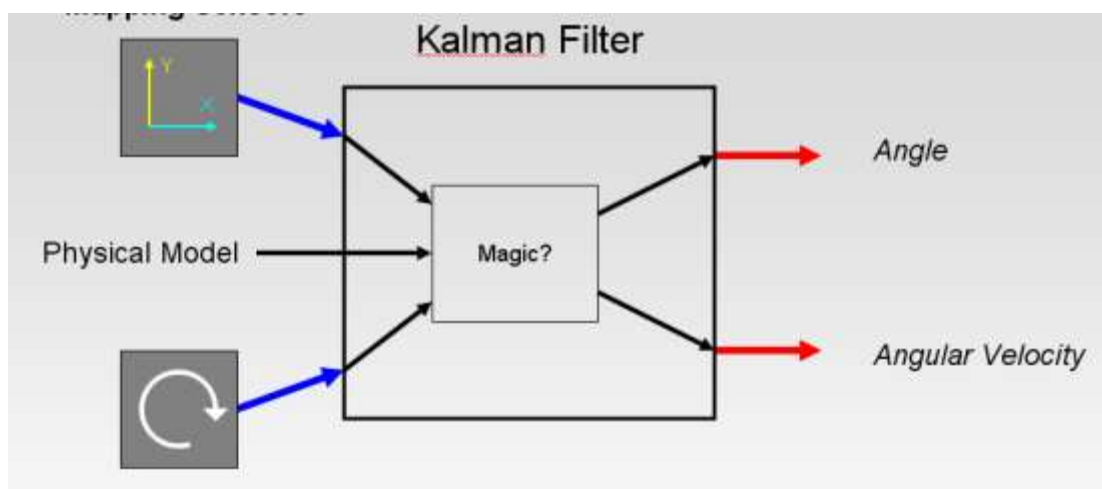 Kalman Filter
Y
X
Angle
Physical Model
Magic?
Angular Velocity